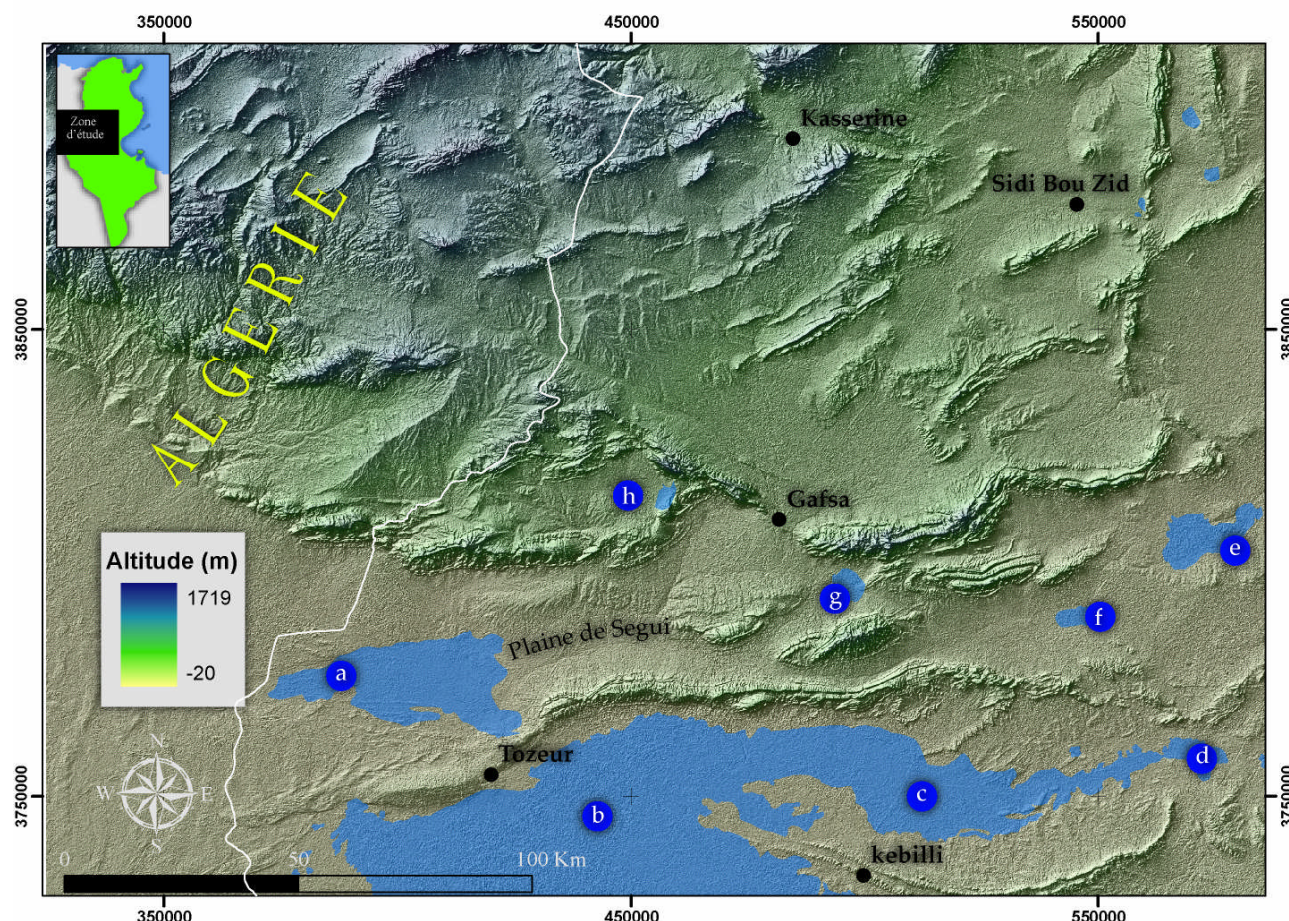 350000
450000
550000
Zone
d'étude
Kasserine
Sidi Bou Zid
ALGERIE
3850000
3850000
h
Gafsa
e
Altitude (m)
1719
-20
g
f
Plaine de Segui
a
Tozeur
d
N
W
E
S
3750000
3750000
c
b
kebilli
0
50
100 Km
350000
450000
550000